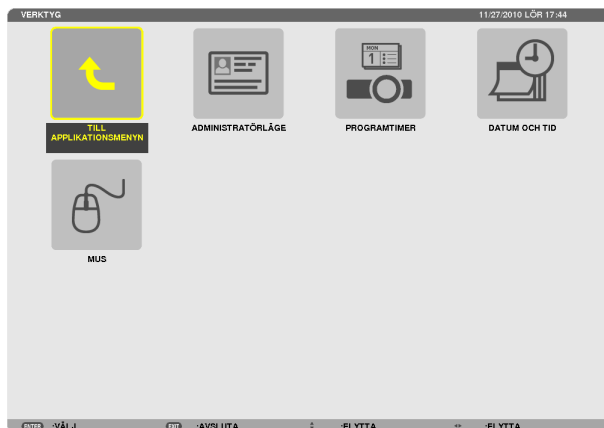 VERKTYG 11/27/2010 LÖR 17:44
MON
1
TILL
APPLIKATIONSMENYN
ADMINISTRATÖRLÄGE
PROGRAMTIMER
DATUM OCH TID
MUS
ENTER :VÄLJ EXIT :AVSLUTA :FLYTTA :FLYTTA